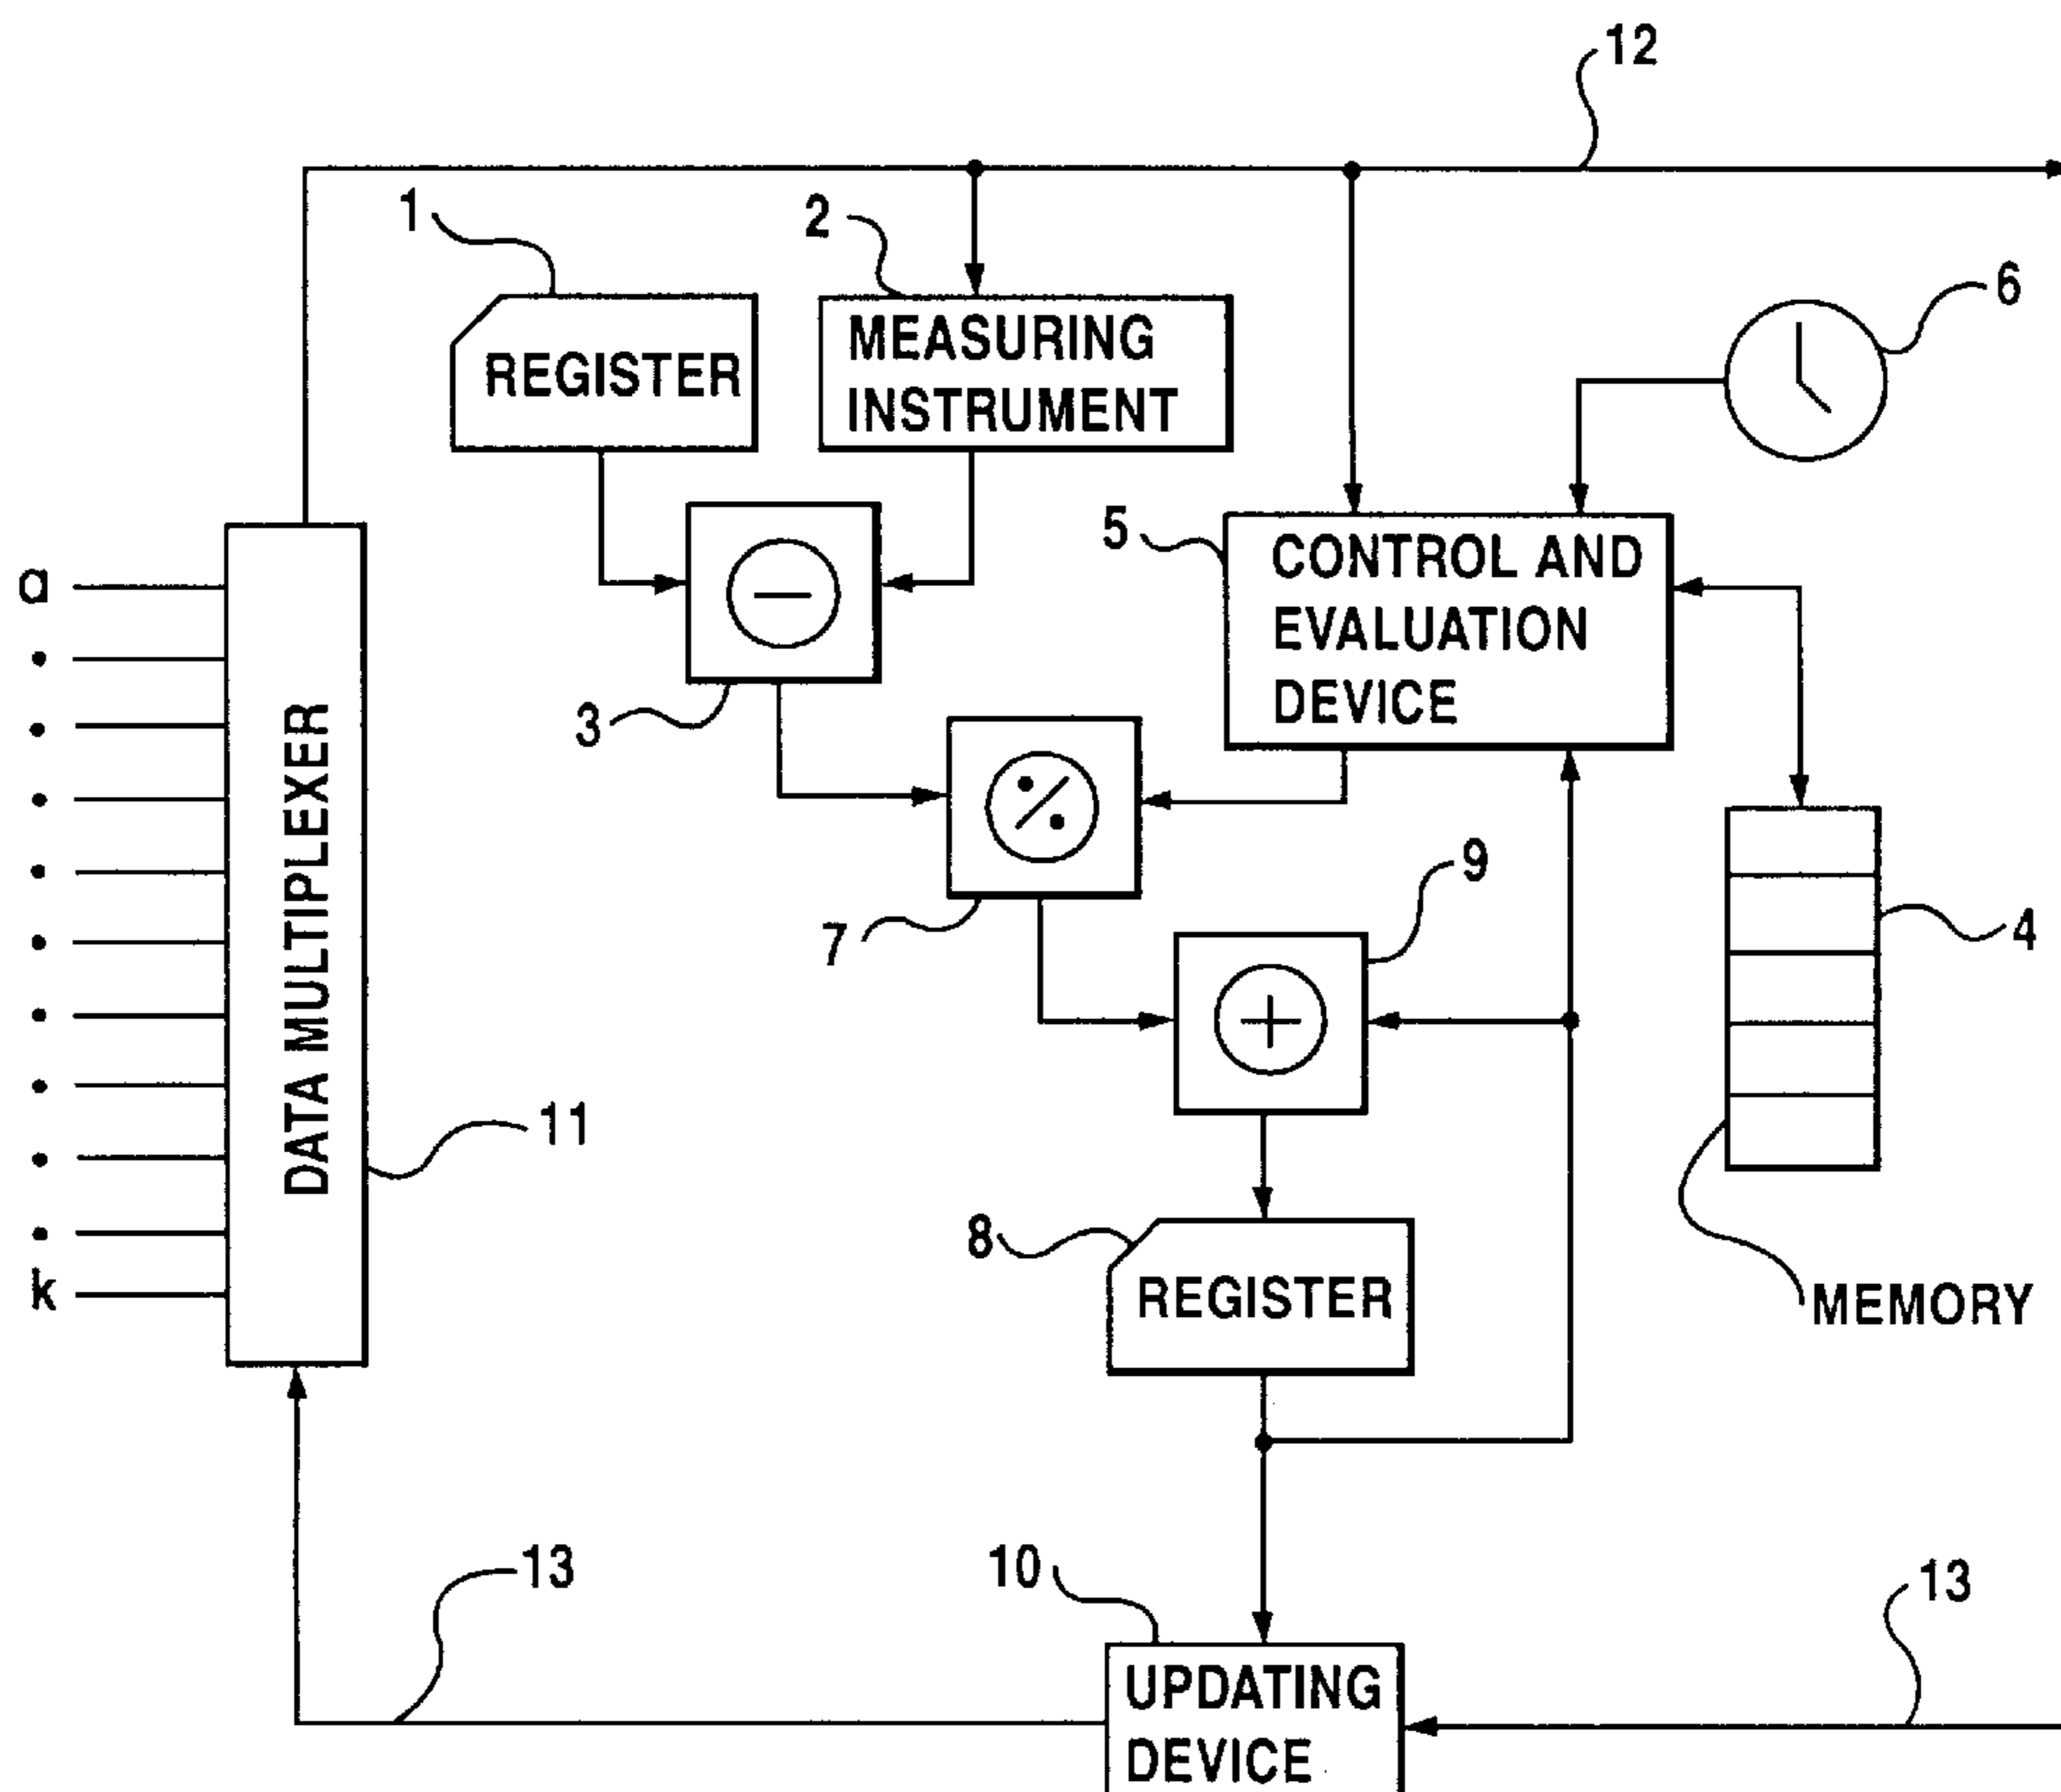 12
1
2
6
REGISTER
MEASURING
INSTRUMENT
5
CONTROL AND
EVALUATION
DEVICE
a
3
7
9
4
DATA MULTIPLEXER
11
8
REGISTER
k
MEMORY
13
10
13
UPDATING
DEVICE